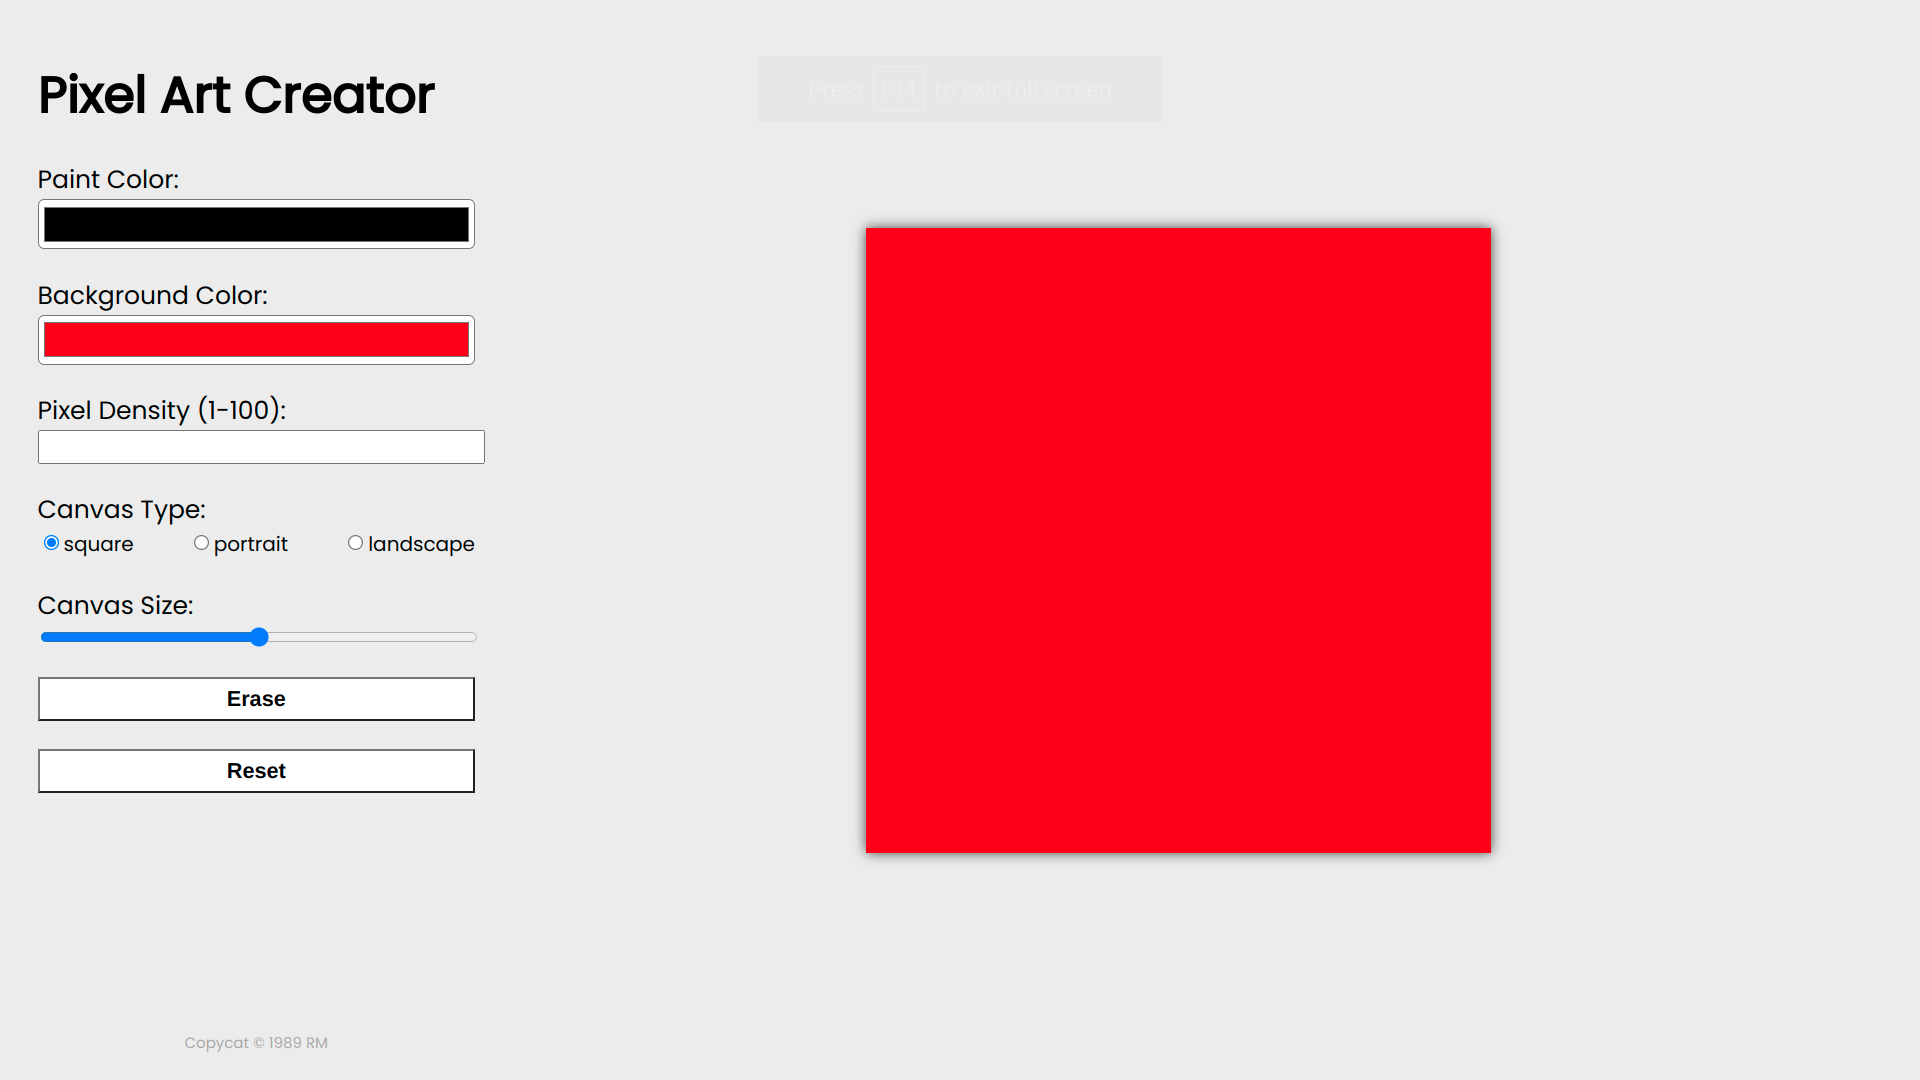 Pixel Art Creator
Press F11 to exit full screen
Paint Color:
Background Color:
Pixel Density (1-100):
Canvas Type:
square portrait landscape
Canvas Size:
Erase
Reset
Copycat © 1989 RM